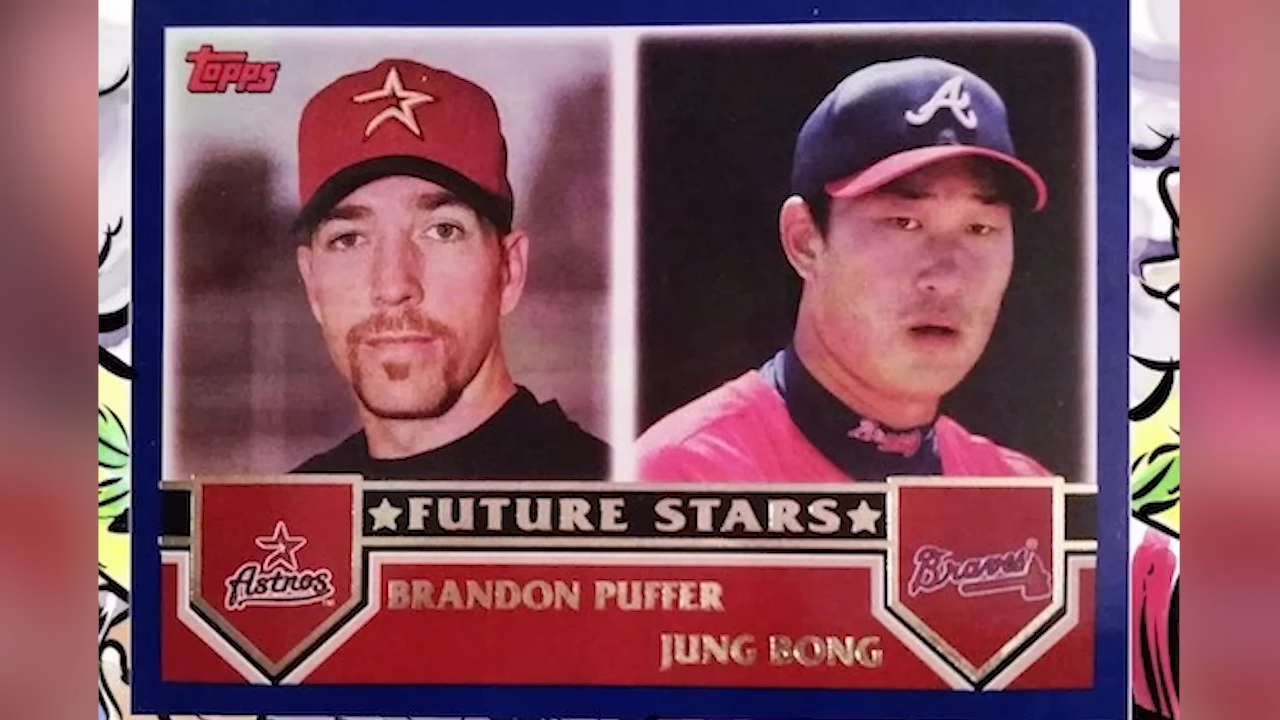 Topps
A
★FUTURE STARS★
Astros
Braves
BRANDON PUFFER
JUNG BONG